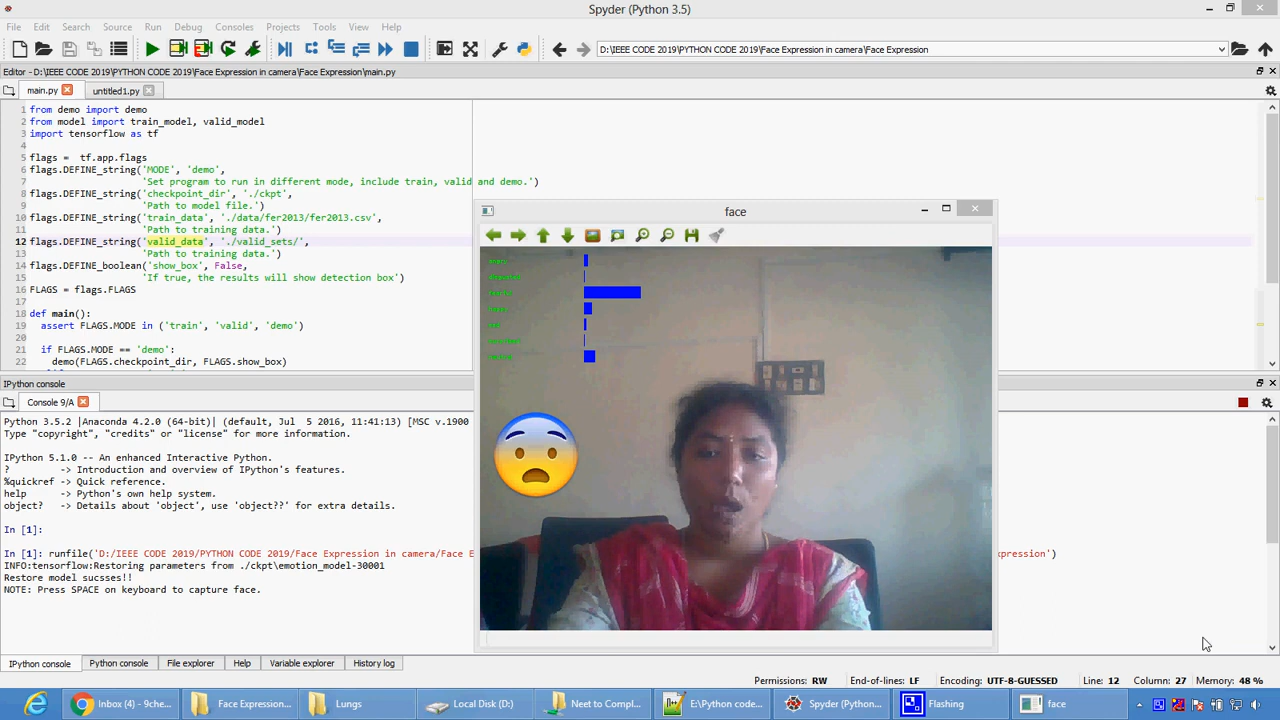 Spyder (Python 3.5)
File Edit Search Source Run Debug Consoles Projects Tools View Help
D:\IEEE CODE 2019\PYTHON CODE 2019\Face Expression in camera\Face Expression
Editor - D:\IEEE CODE 2019\PYTHON CODE 2019\Face Expression in camera\Face Expression\main.py
main.py untitled1.py
1 from demo import demo
2 from model import train_model, valid_model
3 import tensorflow as tf
4
5 flags =  tf.app.flags
6 flags.DEFINE_string('MODE', 'demo',
7 'Set program to run in different mode, include train, valid and demo.')
8 flags.DEFINE_string('checkpoint_dir', './ckpt',
9 'Path to model file.')
10 flags.DEFINE_string('train_data', './data/fer2013/fer2013.csv',
11 'Path to training data.')
12 flags.DEFINE_string('valid_data', './valid_sets/',
13 'Path to training data.')
14 flags.DEFINE_boolean('show_box', False,
15 'If true, the results will show detection box')
16 FLAGS = flags.FLAGS
17
18 def main():
19 assert FLAGS.MODE in ('train', 'valid', 'demo')
20
21 if FLAGS.MODE == 'demo':
22 demo(FLAGS.checkpoint_dir, FLAGS.show_box)
face
IPython console
Console 9/A
Python 3.5.2 |Anaconda 4.2.0 (64-bit)| (default, Jul  5 2016, 11:41:13) [MSC v.1900
Type "copyright", "credits" or "license" for more information.
IPython 5.1.0 -- An enhanced Interactive Python.
? -> Introduction and overview of IPython's features.
%quickref -> Quick reference.
help -> Python's own help system.
object? -> Details about 'object', use 'object??' for extra details.
In [1]:
In [1]: runfile('D:/IEEE CODE 2019/PYTHON CODE 2019/Face Expression in camera/Face E xpression')
INFO:tensorflow:Restoring parameters from ./ckpt\emotion_model-30001
Restore model sucsses!!
NOTE: Press SPACE on keyboard to capture face.
IPython console Python console File explorer Help Variable explorer History log
Permissions: RW End-of-lines: LF Encoding: UTF-8-GUESSED Line: 12 Column: 27 Memory: 48 %
Inbox (4) - 9che... Face Expression... Lungs Local Disk (D:) Neet to Compl... E:\Python code... Spyder (Python... Flashing face